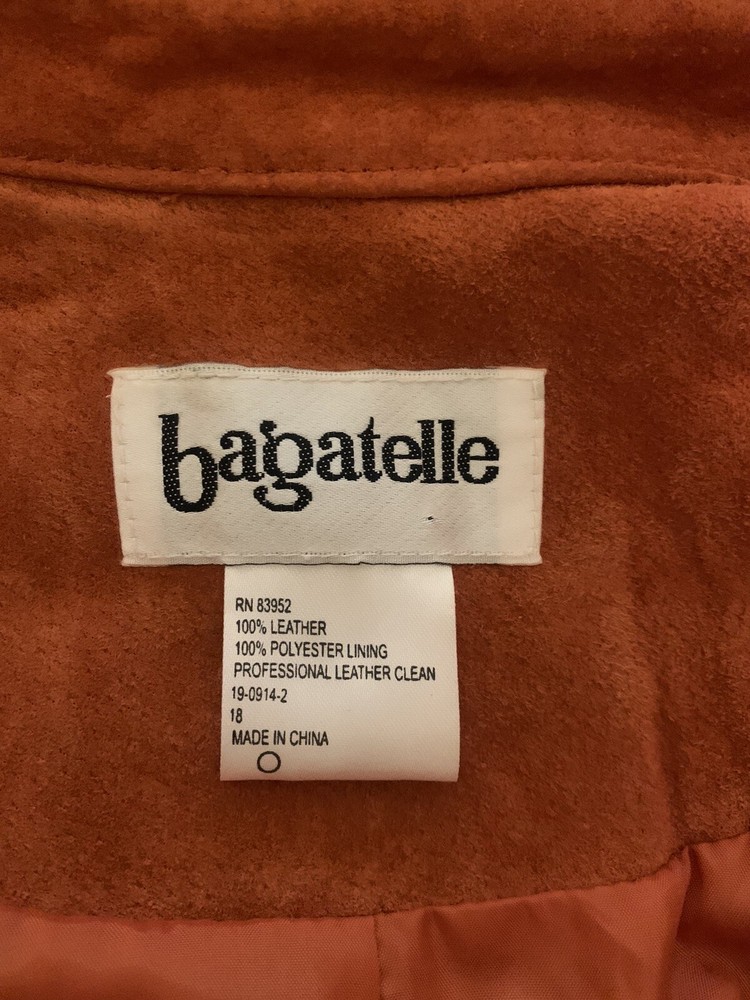 bagatelle
RN 83952
100% LEATHER
100% POLYESTER LINING
PROFESSIONAL LEATHER CLEAN
19-0914-2
18
MADE IN CHINA